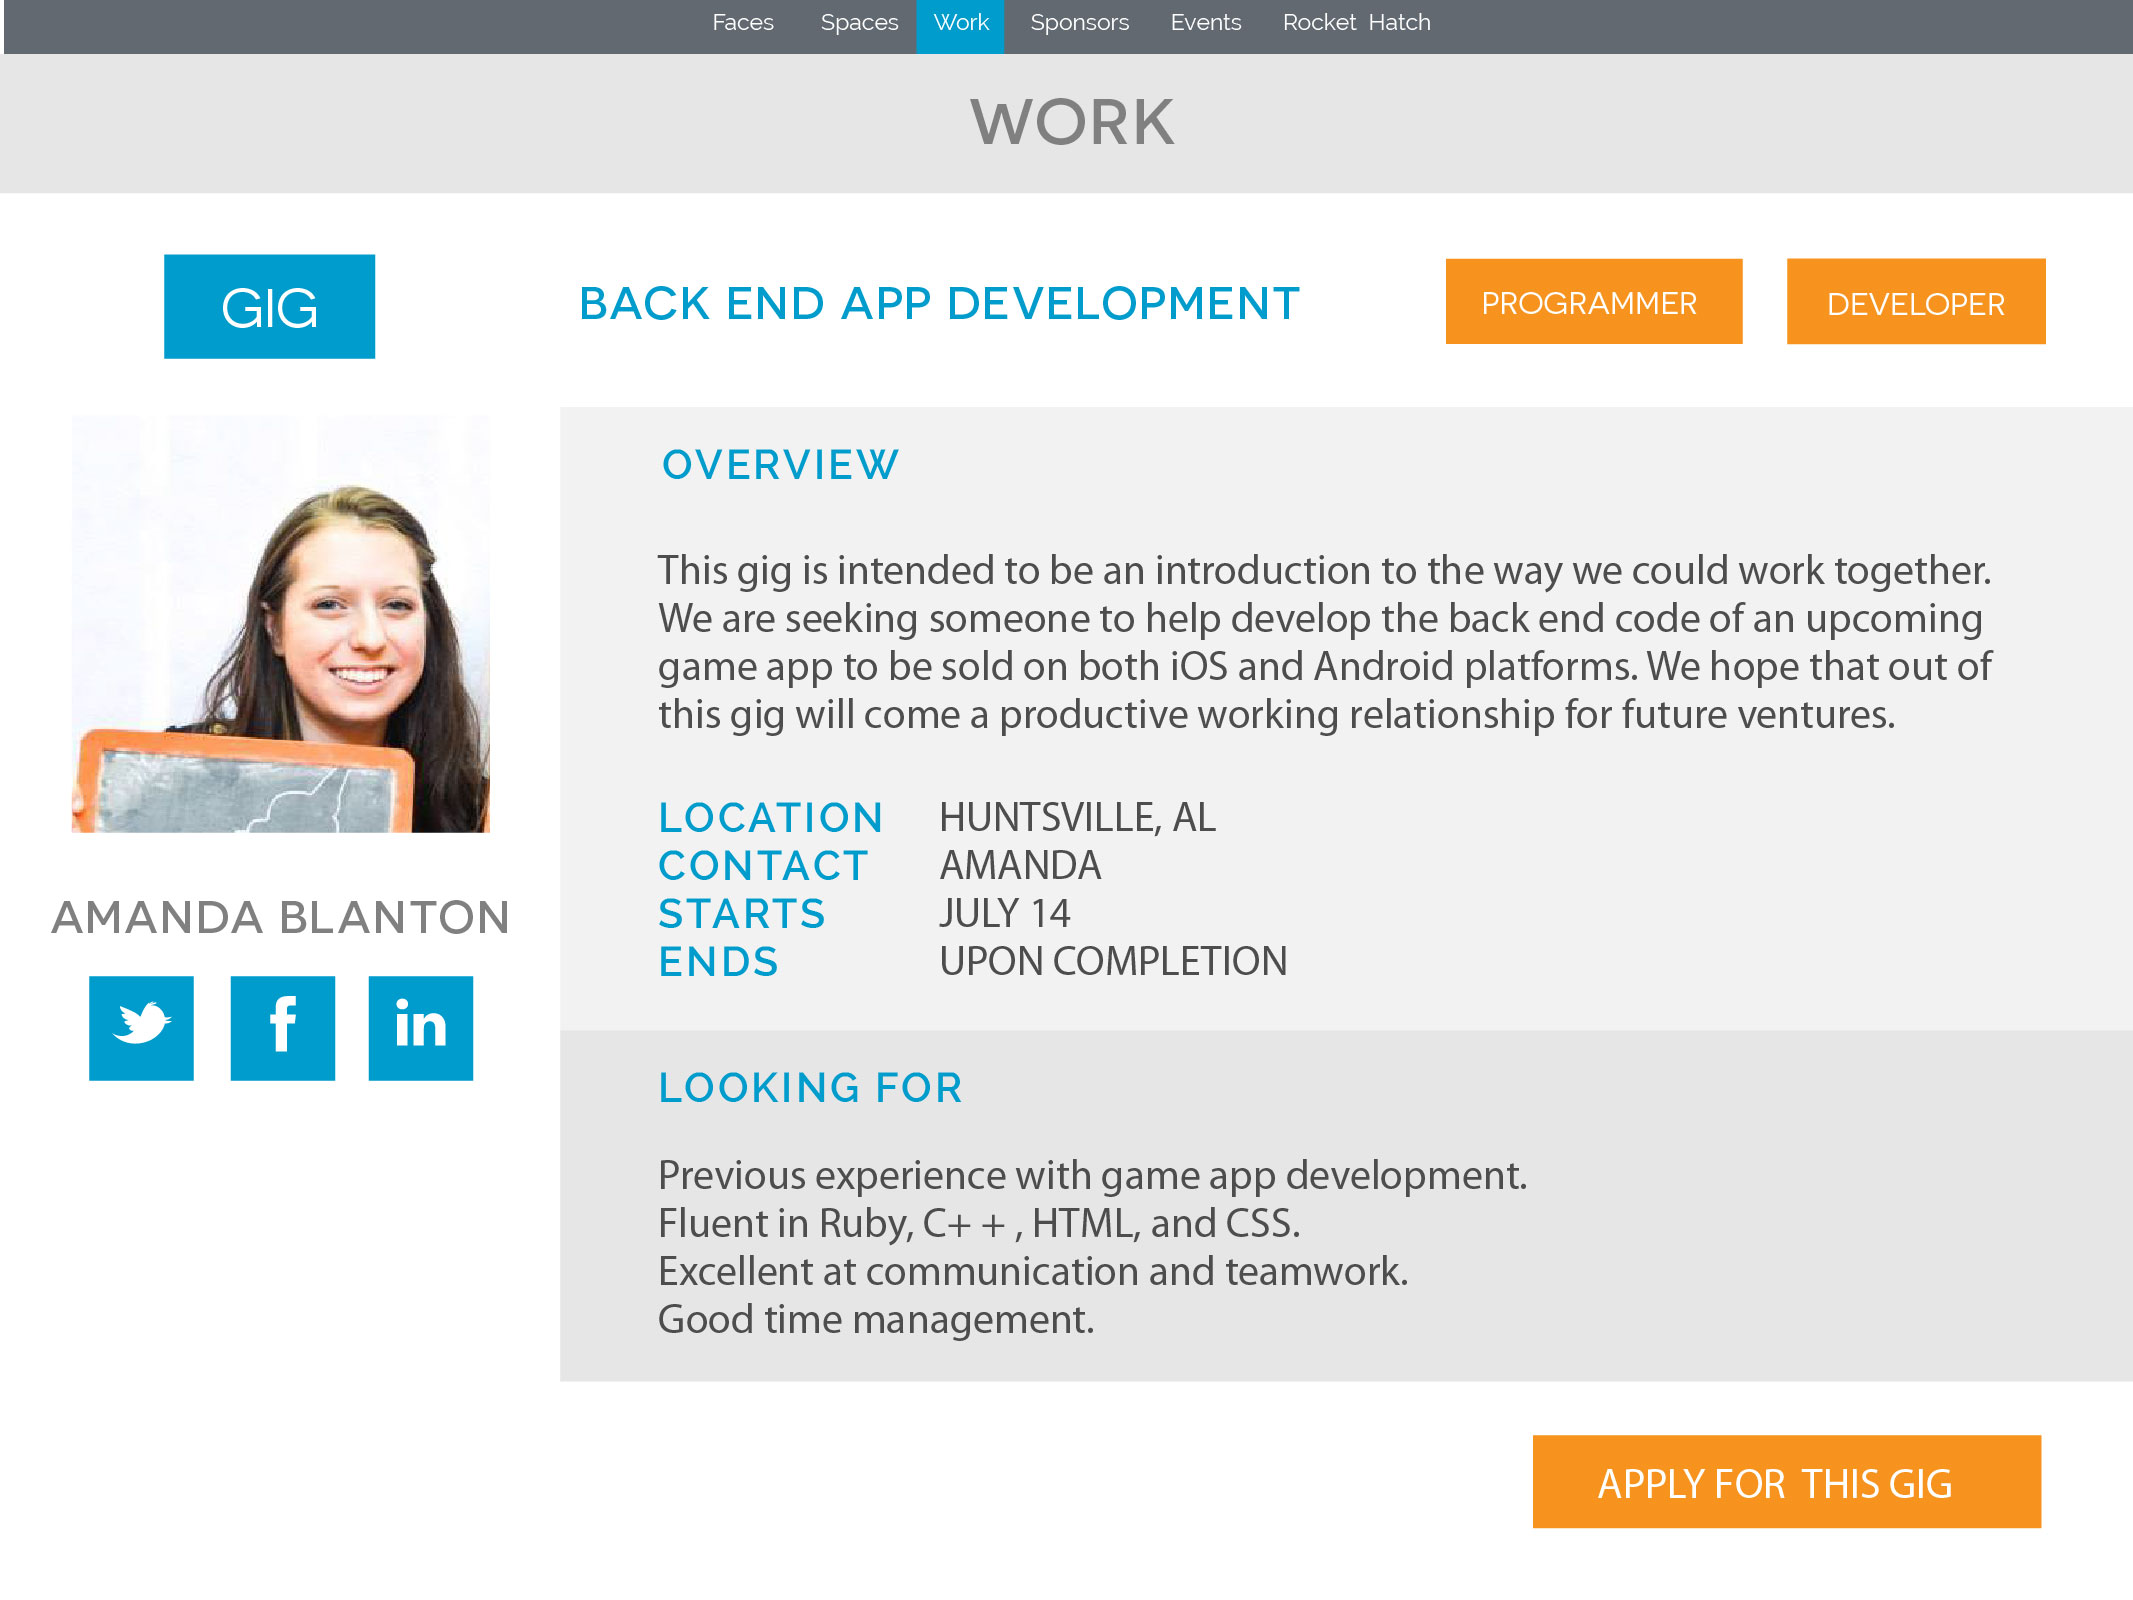 Faces Spaces Work Sponsors Events Rocket Hatch
WORK
GIG
BACK END APP DEVELOPMENT
PROGRAMMER
DEVELOPER
OVERVIEW
This gig is intended to be an introduction to the way we could work together.
We are seeking someone to help develop the back end code of an upcoming
game app to be sold on both iOS and Android platforms. We hope that out of
this gig will come a productive working relationship for future ventures.
LOCATION HUNTSVILLE, AL
CONTACT AMANDA
STARTS JULY 14
ENDS UPON COMPLETION
AMANDA BLANTON
f
in
LOOKING FOR
Previous experience with game app development.
Fluent in Ruby, C+ + , HTML, and CSS.
Excellent at communication and teamwork.
Good time management.
APPLY FOR THIS GIG